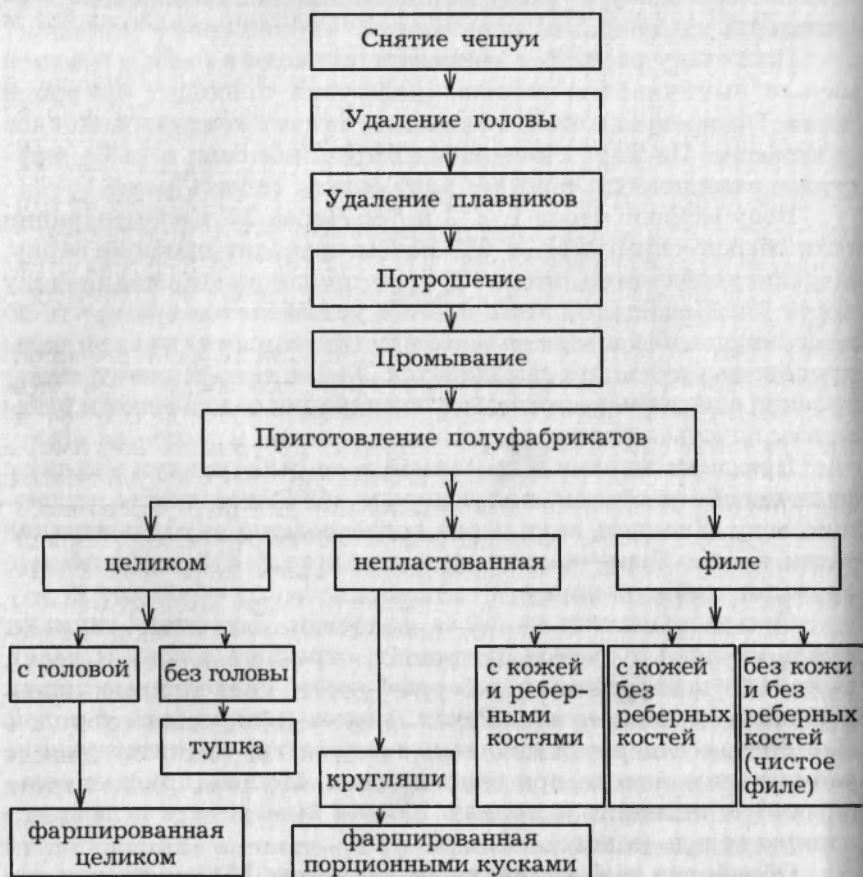 Снятие чешуи
Удаление головы
Удаление плавников
Потрошение
Промывание
Приготовление полуфабрикатов
целиком
непластованная
филе
с головой
без головы
тушка
кругляши
с кожей
и ребер-
ными
костями
с кожей
без
реберных
костей
без кожи
и без
реберных
костей
(чистое
филе)
фаршированная
целиком
фаршированная
порционными кусками